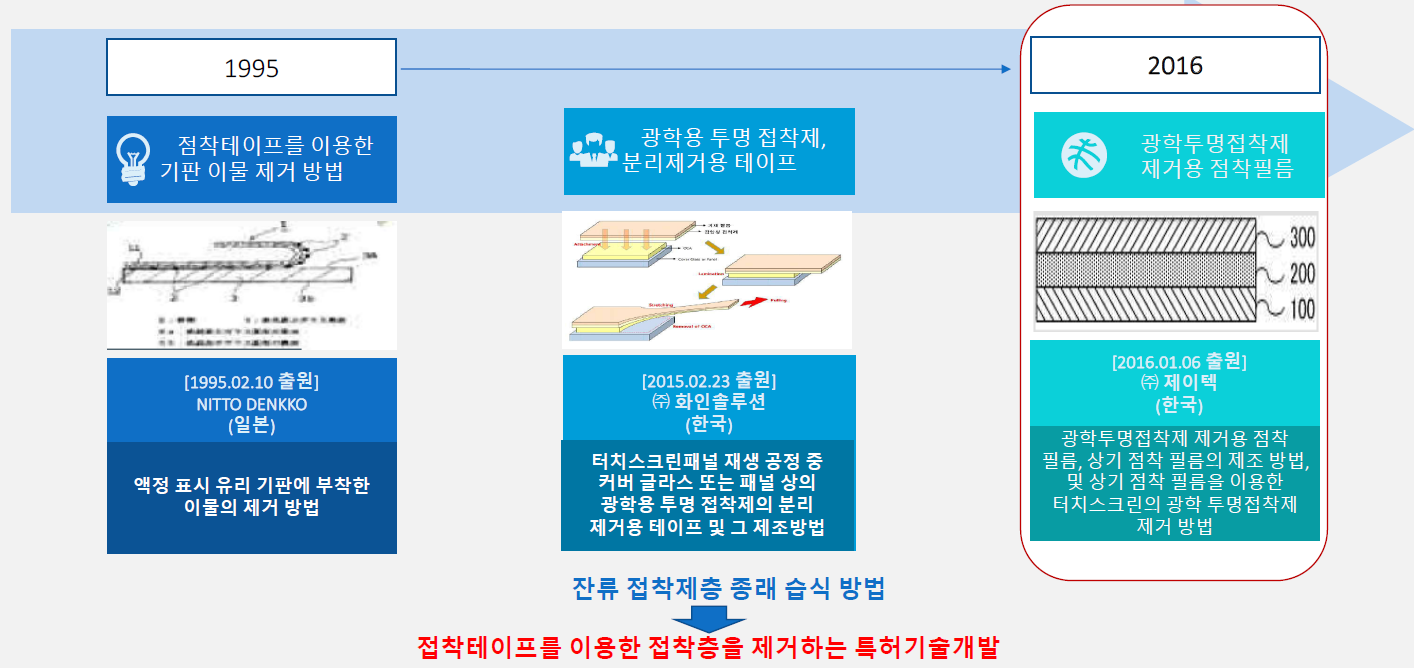 1995
2016
점착테이프를 이용한
기판 이물 제거 방법
광학용 투명 접착제,
분리제거용 테이프
광학투명접착제
제거용 점착필름
Attachment
OCA
Cover Glass or Panel
Lamination
Stretching
Pulling
Removal of OCA
300
200
100
[1995.02.10 출원]
NITTO DENKKO
(일본)
[2015.02.23 출원]
㈜ 화인솔루션
(한국)
[2016.01.06 출원]
㈜ 제이텍
(한국)
액정 표시 유리 기판에 부착한
이물의 제거 방법
터치스크린패널 재생 공정 중
커버 글라스 또는 패널 상의
광학용 투명 접착제의 분리
제거용 테이프 및 그 제조방법
광학투명접착제 제거용 점착
필름, 상기 점착 필름의 제조 방법,
및 상기 점착 필름을 이용한
터치스크린의 광학 투명접착제
제거 방법
잔류 접착제층 종래 습식 방법
접착테이프를 이용한 접착층을 제거하는 특허기술개발